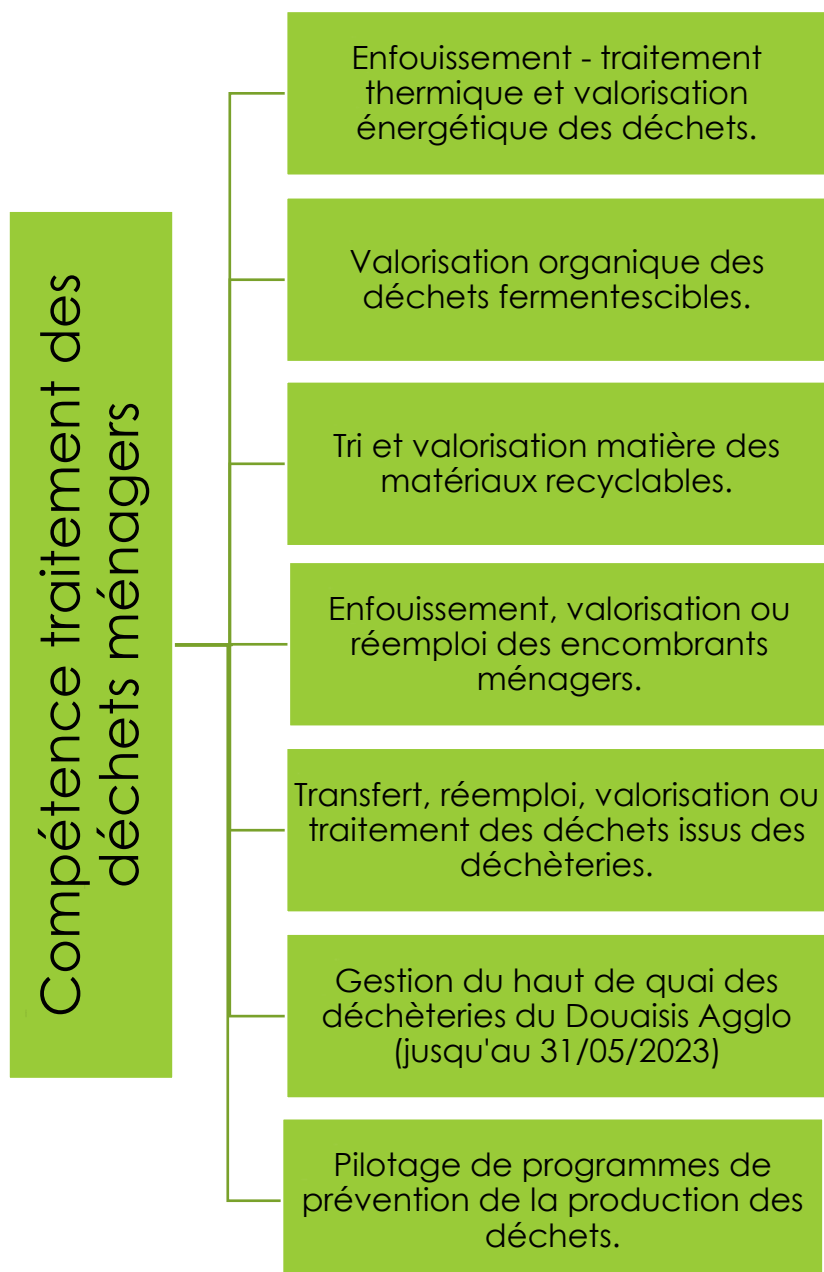 Compétence traitement des
déchets ménagers
Enfouissement - traitement
thermique et valorisation
énergétique des déchets.
Valorisation organique des
déchets fermentescibles.
Tri et valorisation matière des
matériaux recyclables.
Enfouissement, valorisation ou
réemploi des encombrants
ménagers.
Transfert, réemploi, valorisation ou
traitement des déchets issus des
déchèteries.
Gestion du haut de quai des
déchèteries du Douaisis Agglo
(jusqu'au 31/05/2023)
Pilotage de programmes de
prévention de la production des
déchets.